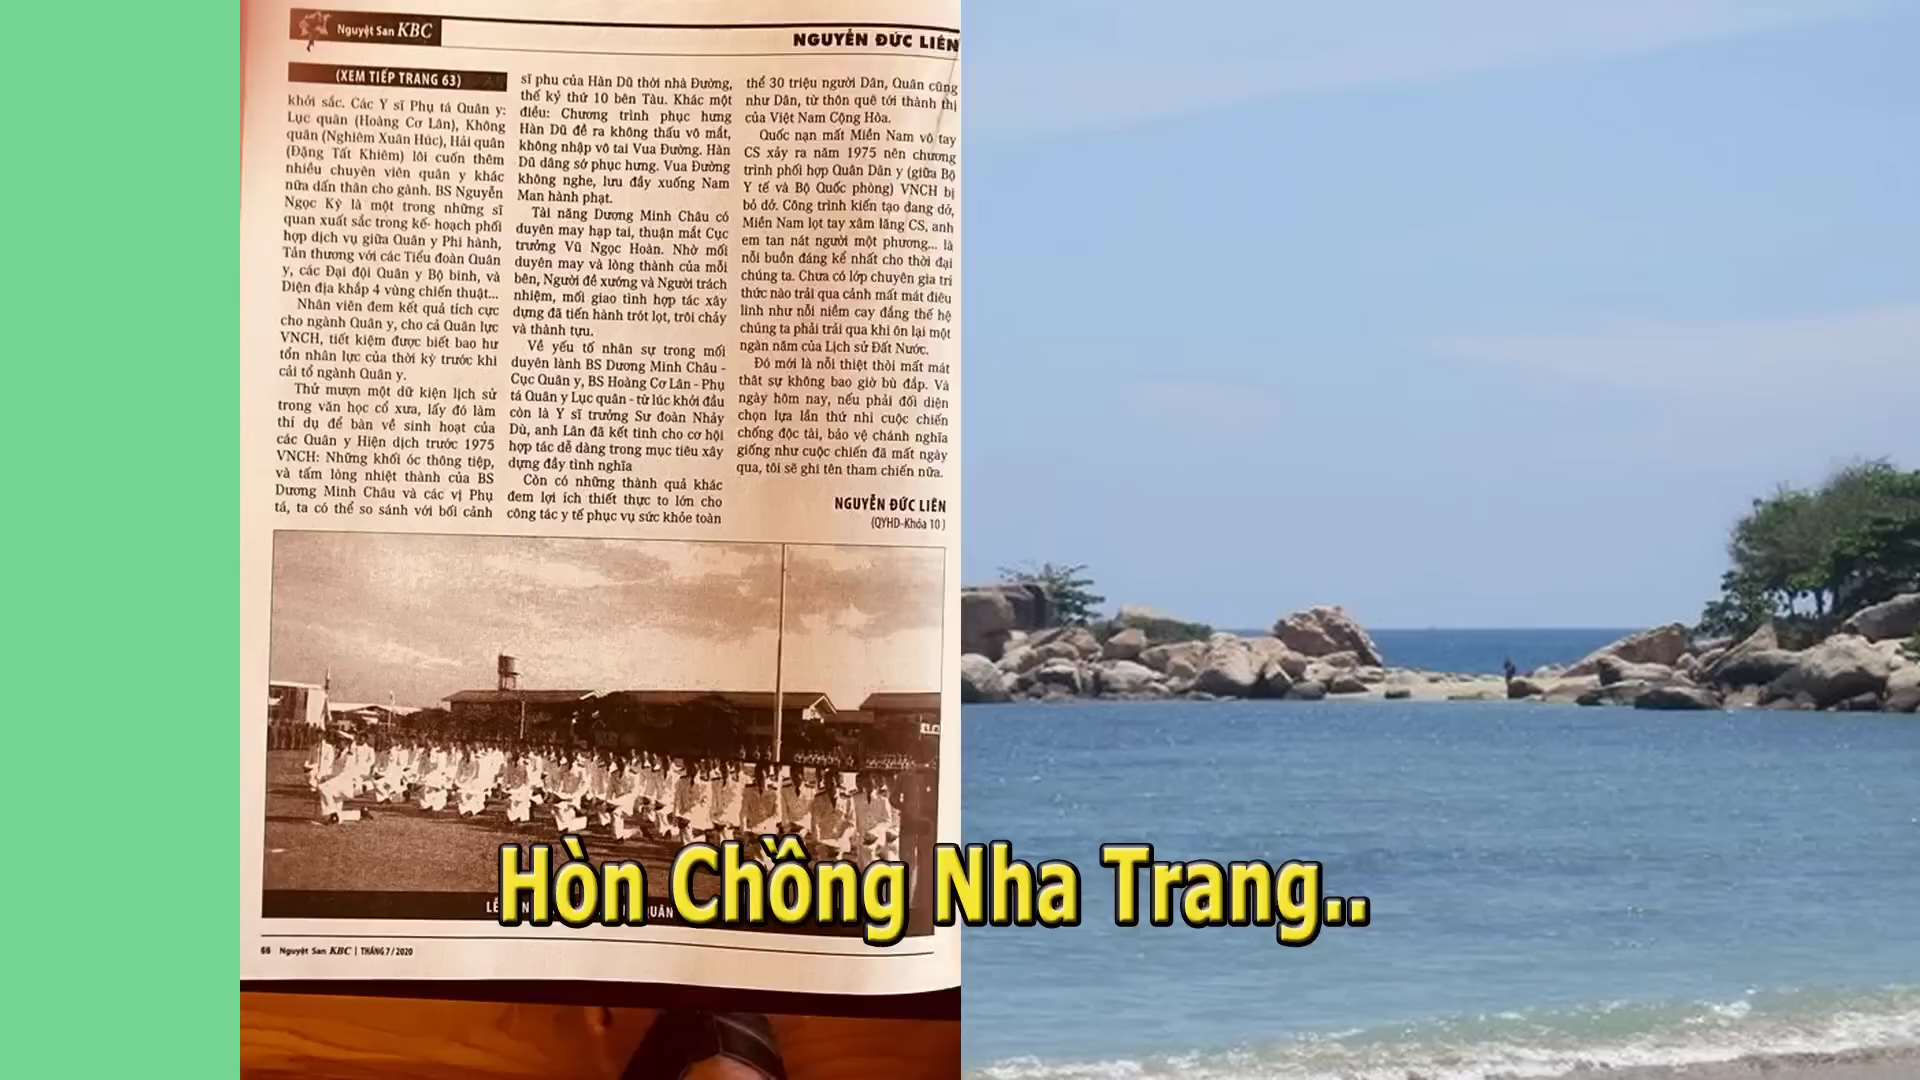 Nguyệt San KBC
NGUYỄN ĐỨC LIÊN
(XEM TIẾP TRANG 63)
khởi sắc. Các Y sĩ Phụ tá Quân y:
Lục quân (Hoàng Cơ Lân), Không
quân (Nghiêm Xuân Húc), Hải quân
(Đặng Tất Khiêm) lôi cuốn thêm
nhiều chuyên viên quân y khác
nữa dấn thân cho gánh. BS Nguyễn
Ngọc Kỳ là một trong những sĩ
quan xuất sắc trong kế- hoạch phối
hợp dịch vụ giữa Quân y Phi hành,
Tản thương với các Tiểu đoàn Quân
y, các Đại đội Quân y Bộ binh, và
Diện địa khắp 4 vùng chiến thuật...
Nhân viên đem kết quả tích cực
cho ngành Quân y, cho cả Quân lực
VNCH, tiết kiệm được biết bao hư
tổn nhân lực của thời kỳ trước khi
cải tổ ngành Quân y.
Thử mượn một dữ kiện lịch sử
trong văn học cổ xưa, lấy đó làm
thí dụ để bàn về sinh hoạt của
các Quân y Hiện dịch trước 1975
VNCH: Những khối óc thông tiệp,
và tấm lòng nhiệt thành của BS
Dương Minh Châu và các vị Phụ
tá, ta có thể so sánh với bối cảnh
sĩ phu của Hàn Dũ thời nhà Đường,
thế kỷ thứ 10 bên Tàu. Khác một
điều: Chương trình phục hưng
Hàn Dũ đề ra không thấu vô mắt,
không nhập vô tai Vua Đường. Hàn
Dũ dâng sớ phục hưng. Vua Đường
không nghe, lưu đầy xuống Nam
Man hành phạt.
Tài năng Dương Minh Châu có
duyên may hạp tai, thuận mắt Cục
trưởng Vũ Ngọc Hoàn. Nhờ mối
duyên may và lòng thành của mỗi
bên, Người đề xướng và Người trách
nhiệm, mối giao tình hợp tác xây
dựng đã tiến hành trót lọt, trôi chảy
và thành tựu.
Về yếu tố nhân sự trong mối
duyên lành BS Dương Minh Châu -
Cục Quân y, BS Hoàng Cơ Lân - Phụ
tá Quân y Lục quân - từ lúc khởi đầu
còn là Y sĩ trưởng Sư đoàn Nhảy
Dù, anh Lân đã kết tinh cho cơ hội
hợp tác dễ dàng trong mục tiêu xây
dựng đầy tình nghĩa
Còn có những thành quả khác
đem lợi ích thiết thực to lớn cho
công tác y tế phục vụ sức khỏe toàn
thể 30 triệu người Dân, Quân cũng
như Dân, từ thôn quê tới thành thị
của Việt Nam Cộng Hòa.
Quốc nạn mất Miền Nam vô tay
CS xảy ra năm 1975 nên chương
trình phối hợp Quân Dân y (giữa Bộ
Y tế và Bộ Quốc phòng) VNCH bị
bỏ dở. Công trình kiến tạo đang dở,
Miền Nam lọt tay xâm lăng CS, anh
em tan nát người một phương... là
nỗi buồn đáng kể nhất cho thời đại
chúng ta. Chưa có lớp chuyên gia trí
thức nào trải qua cảnh mất mát điêu
linh như nỗi niềm cay đắng thế hệ
chúng ta phải trải qua khi ôn lại một
ngàn năm của Lịch sử Đất Nước.
Đó mới là nỗi thiệt thòi mất mát
thật sự không bao giờ bù đắp. Và
ngày hôm nay, nếu phải đối diện
chọn lựa lần thứ nhì cuộc chiến
chống độc tài, bảo vệ chánh nghĩa
giống như cuộc chiến đã mất ngày
qua, tôi sẽ ghi tên tham chiến nữa.
NGUYỄN ĐỨC LIÊN
(QYHD-Khóa 10)
Hòn Chồng Nha Trang..
66 Nguyệt San KBC | THÁNG 7/2020